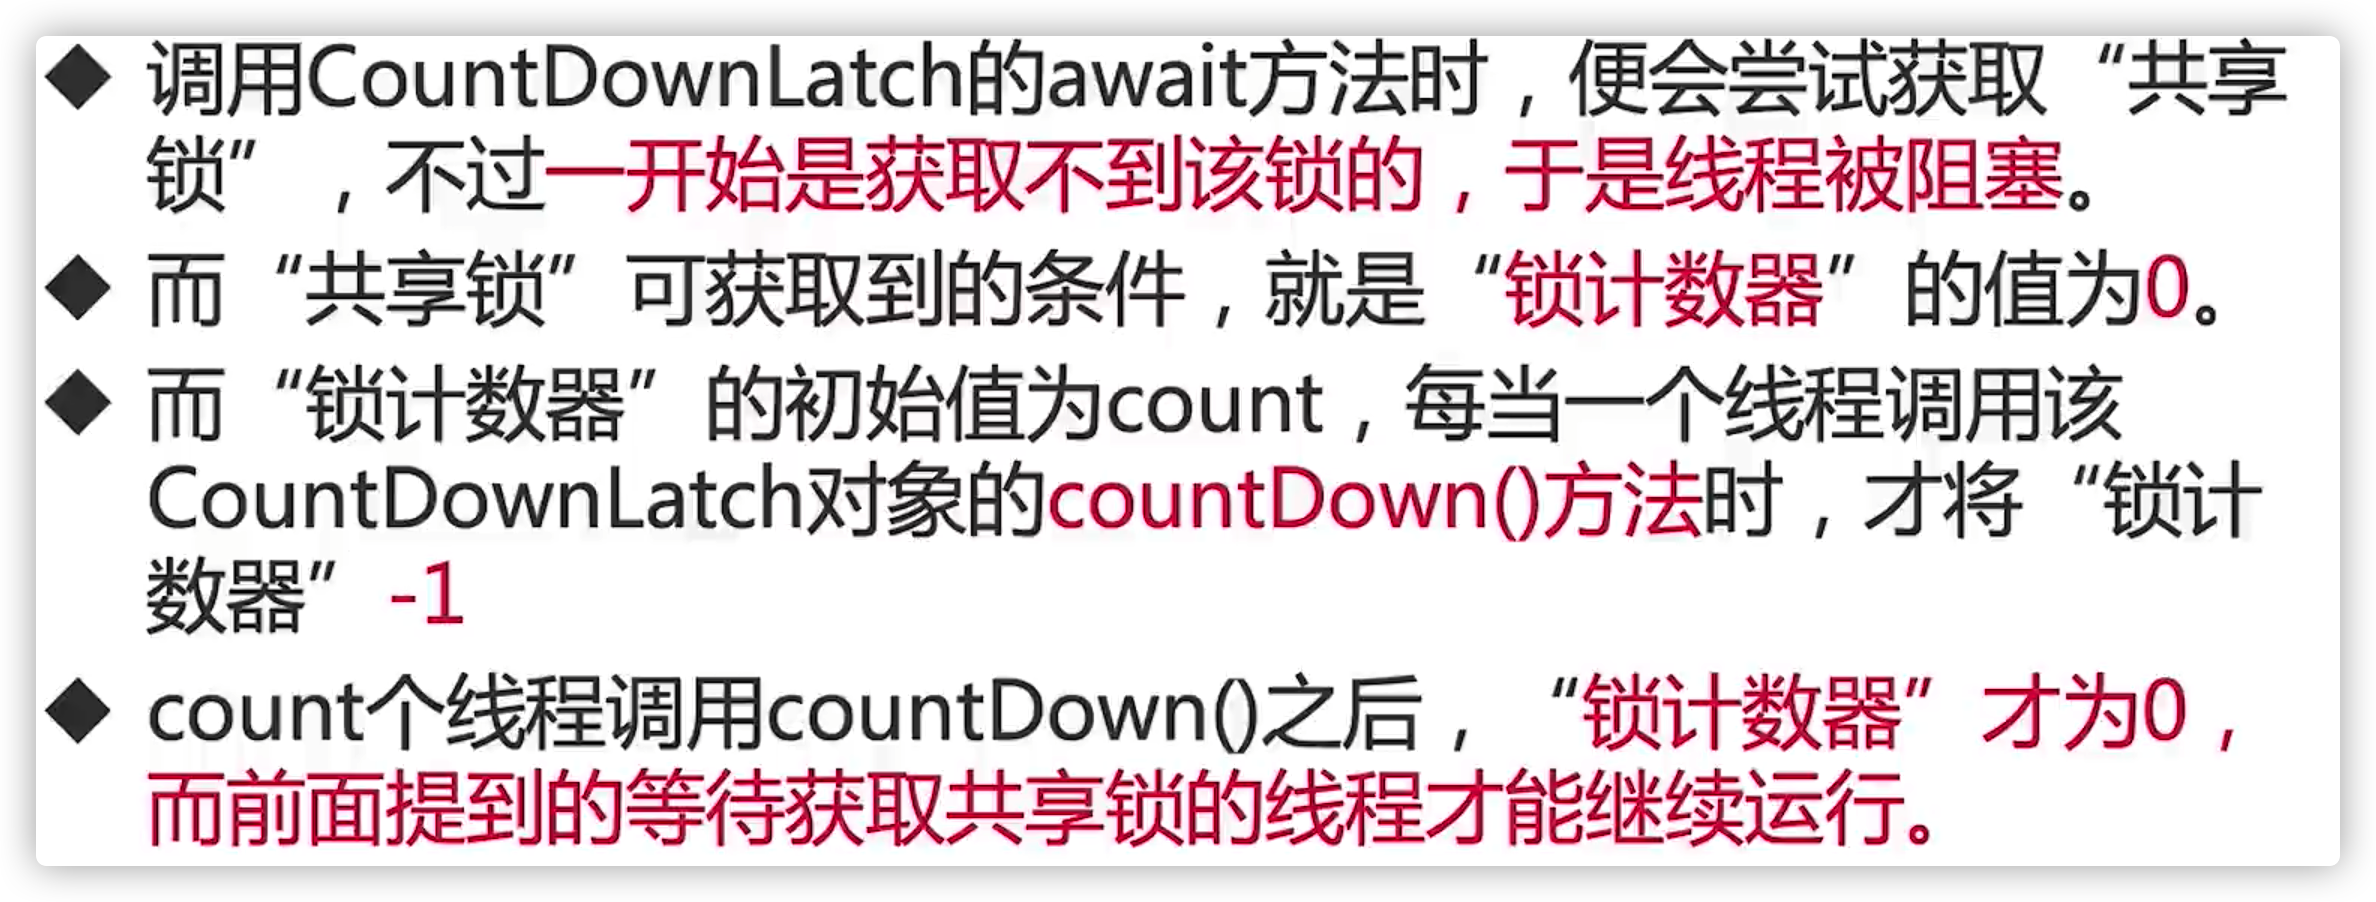 ◆ 调用CountDownLatch的await方法时，便会尝试获取“共享
锁”，不过一开始是获取不到该锁的，于是线程被阻塞。
◆ 而“共享锁”可获取到的条件，就是“锁计数器”的值为0。
◆ 而“锁计数器”的初始值为count，每当一个线程调用该
CountDownLatch对象的countDown()方法时，才将“锁计
数器”-1
◆ count个线程调用countDown()之后，“锁计数器”才为0，
而前面提到的等待获取共享锁的线程才能继续运行。